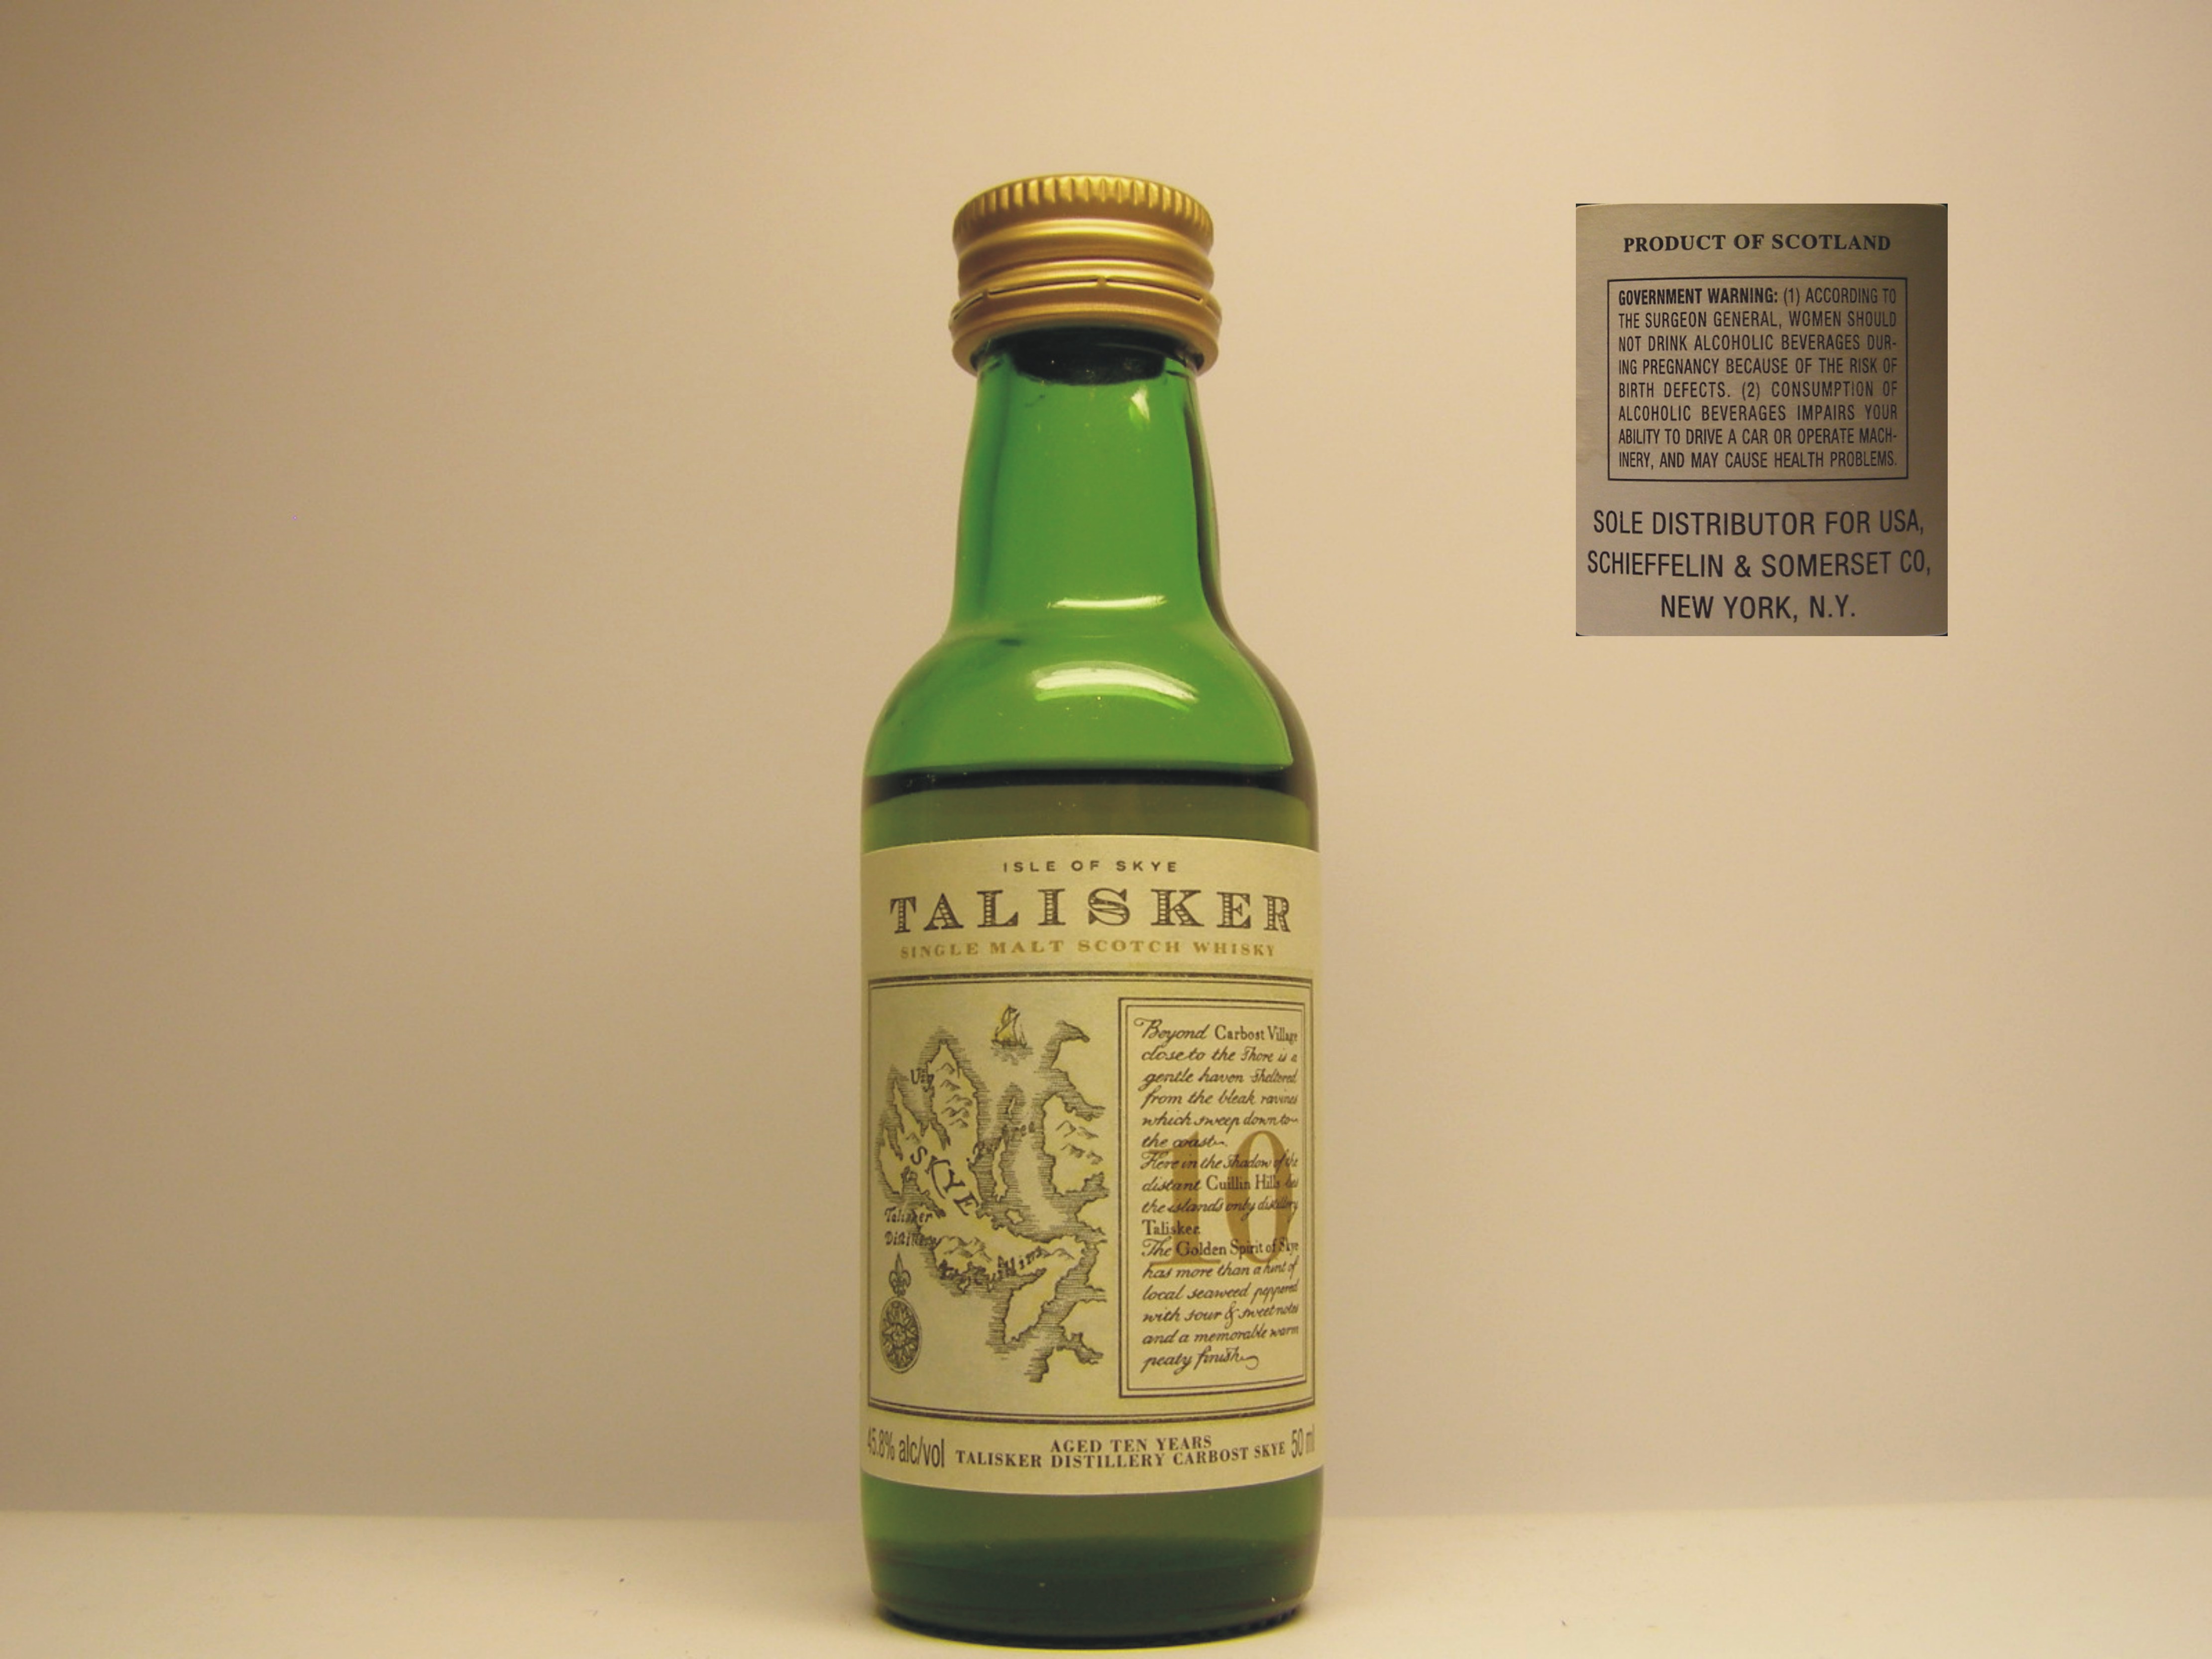 ISLE OF SKYE
TALISKER
SINGLE MALT SCOTCH WHISKY
Uig
SKYE
Talisker
Distillery
The Cuillins
Beyond Carbost Village
close to the Shore is a
gentle haven Sheltered
from the bleak ravines
which sweep down to
the coast.
Here in the Shadow of the
distant Cuillin Hills lies
the islands only distillery
Talisker.
The Golden Spirit of Skye
has more than a hint of
local seaweed peppered
with sour & sweet notes
and a memorable warm
peaty finish
10
45.8% alc/vol
AGED TEN YEARS
TALISKER DISTILLERY CARBOST SKYE
50 ml
PRODUCT OF SCOTLAND
GOVERNMENT WARNING: (1) ACCORDING TO
THE SURGEON GENERAL, WOMEN SHOULD
NOT DRINK ALCOHOLIC BEVERAGES DUR-
ING PREGNANCY BECAUSE OF THE RISK OF
BIRTH DEFECTS. (2) CONSUMPTION OF
ALCOHOLIC BEVERAGES IMPAIRS YOUR
ABILITY TO DRIVE A CAR OR OPERATE MACH-
INERY, AND MAY CAUSE HEALTH PROBLEMS.
SOLE DISTRIBUTOR FOR USA,
SCHIEFFELIN & SOMERSET CO,
NEW YORK, N.Y.